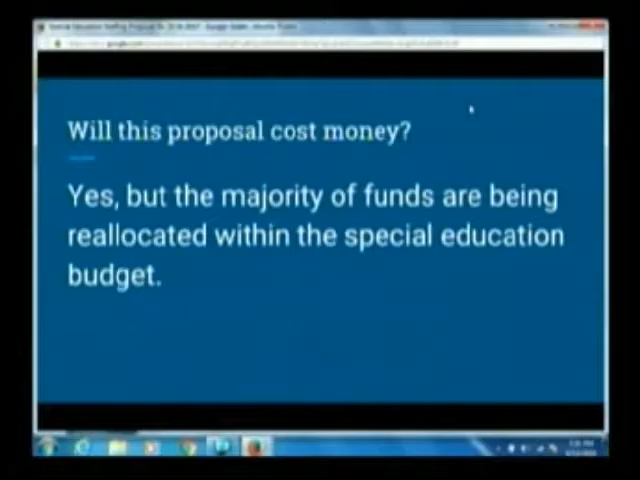 Will this proposal cost money?
Yes, but the majority of funds are being
reallocated within the special education
budget.